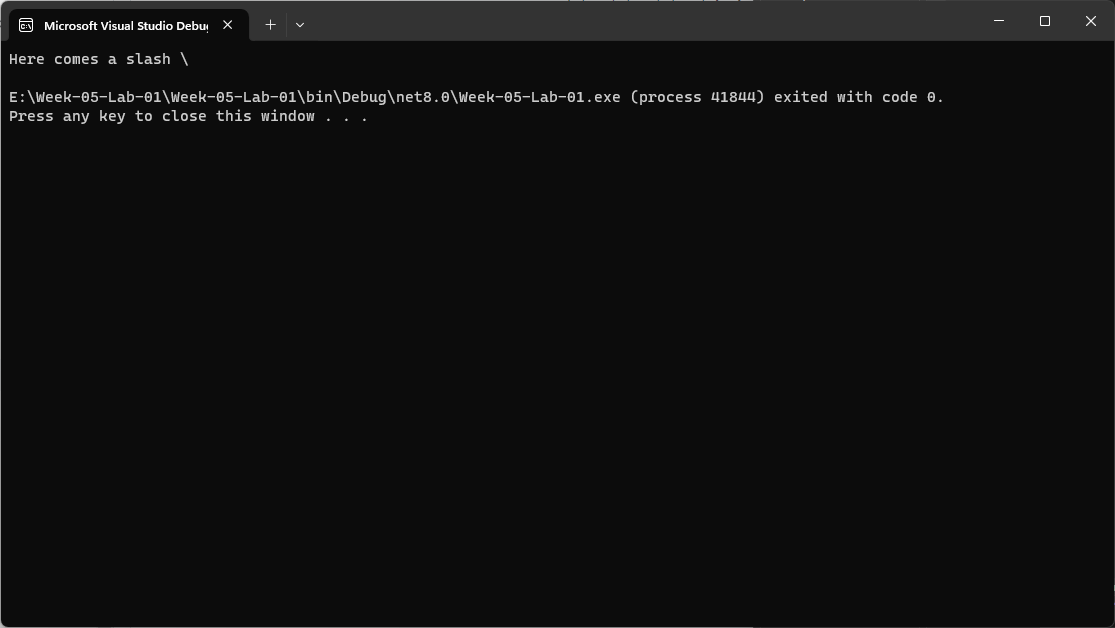 Microsoft Visual Studio Debug
Here comes a slash \
E:\Week-05-Lab-01\Week-05-Lab-01\bin\Debug\net8.0\Week-05-Lab-01.exe (process 41844) exited with code 0.
Press any key to close this window . . .